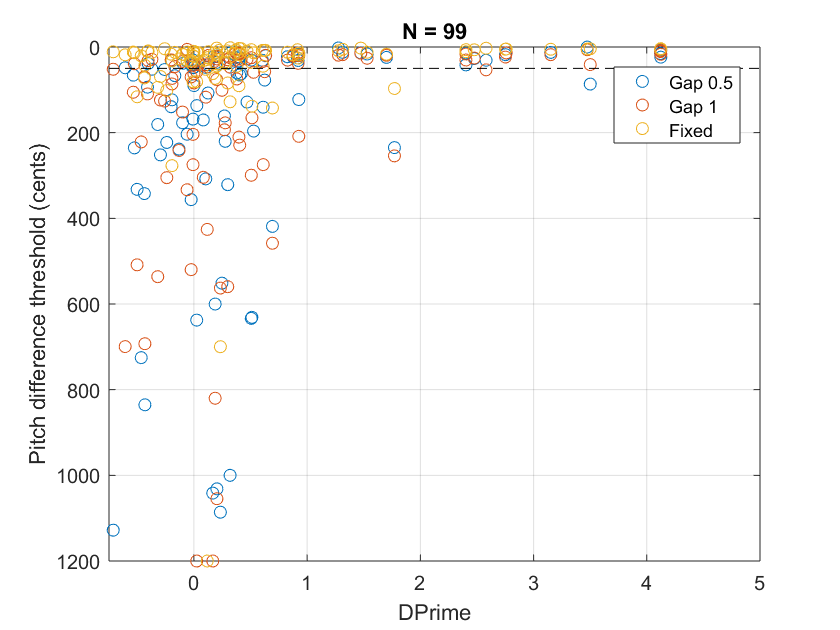 N = 99
0
200
400
600
800
1000
1200
Pitch difference threshold (cents)
Gap 0.5
Gap 1
Fixed
0 1 2 3 4 5
DPrime